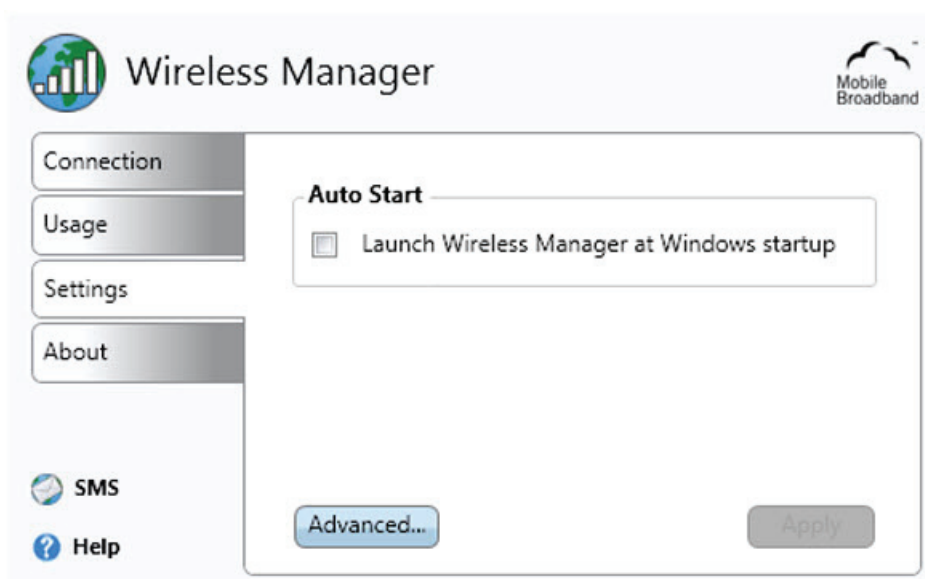 Wireless Manager
Mobile
Broadband
Connection
Usage
Settings
About
Auto Start
Launch Wireless Manager at Windows startup
SMS
Help
Advanced...
Apply